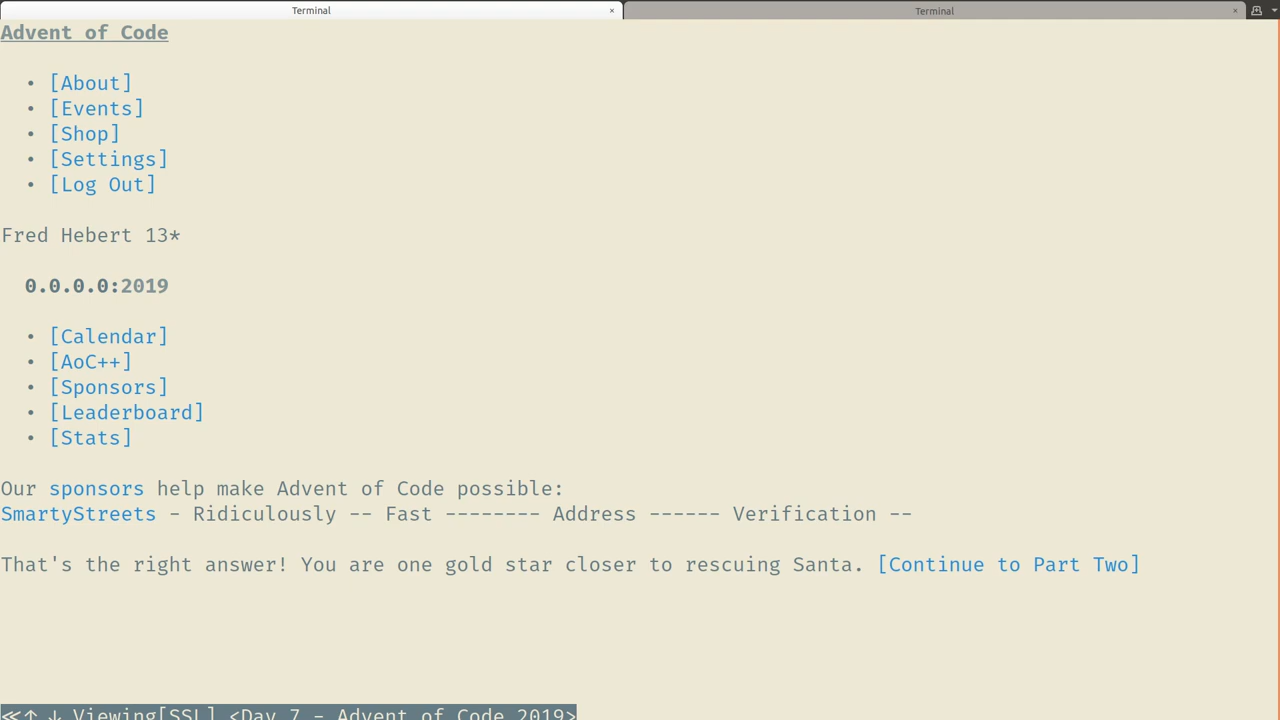 Terminal × Terminal ×
Advent of Code
• [About]
• [Events]
• [Shop]
• [Settings]
• [Log Out]
Fred Hebert 13*
0.0.0.0:2019
• [Calendar]
• [AoC++]
• [Sponsors]
• [Leaderboard]
• [Stats]
Our sponsors help make Advent of Code possible:
SmartyStreets - Ridiculously -- Fast -------- Address ------ Verification --
That's the right answer! You are one gold star closer to rescuing Santa. [Continue to Part Two]
≪↑ ↓ Viewing[SSL] <Day 7 - Advent of Code 2019>